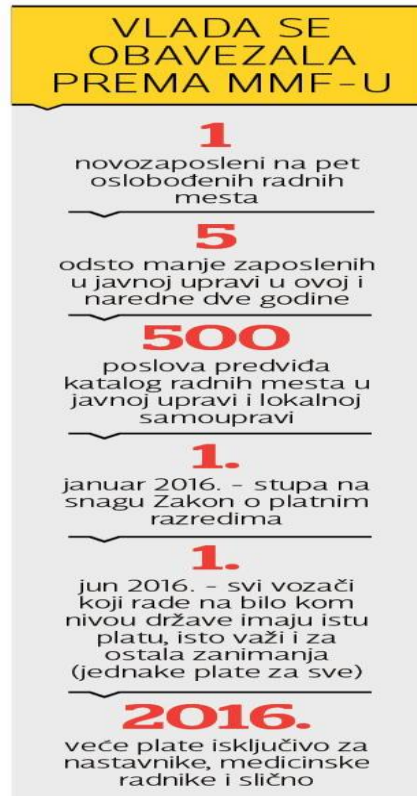 VLADA SE
OBAVEZALA
PREMA MMF-U
1
novozaposleni na pet
oslobođenih radnih
mesta
5
odsto manje zaposlenih
u javnoj upravi u ovoj i
naredne dve godine
500
poslova predviđa
katalog radnih mesta u
javnoj upravi i lokalnoj
samoupravi
1.
januar 2016. - stupa na
snagu Zakon o platnim
razredima
1.
jun 2016. - svi vozači
koji rade na bilo kom
nivou države imaju istu
platu, isto važi i za
ostala zanimanja
(jednake plate za sve)
2016.
veće plate isključivo za
nastavnike, medicinske
radnike i slično